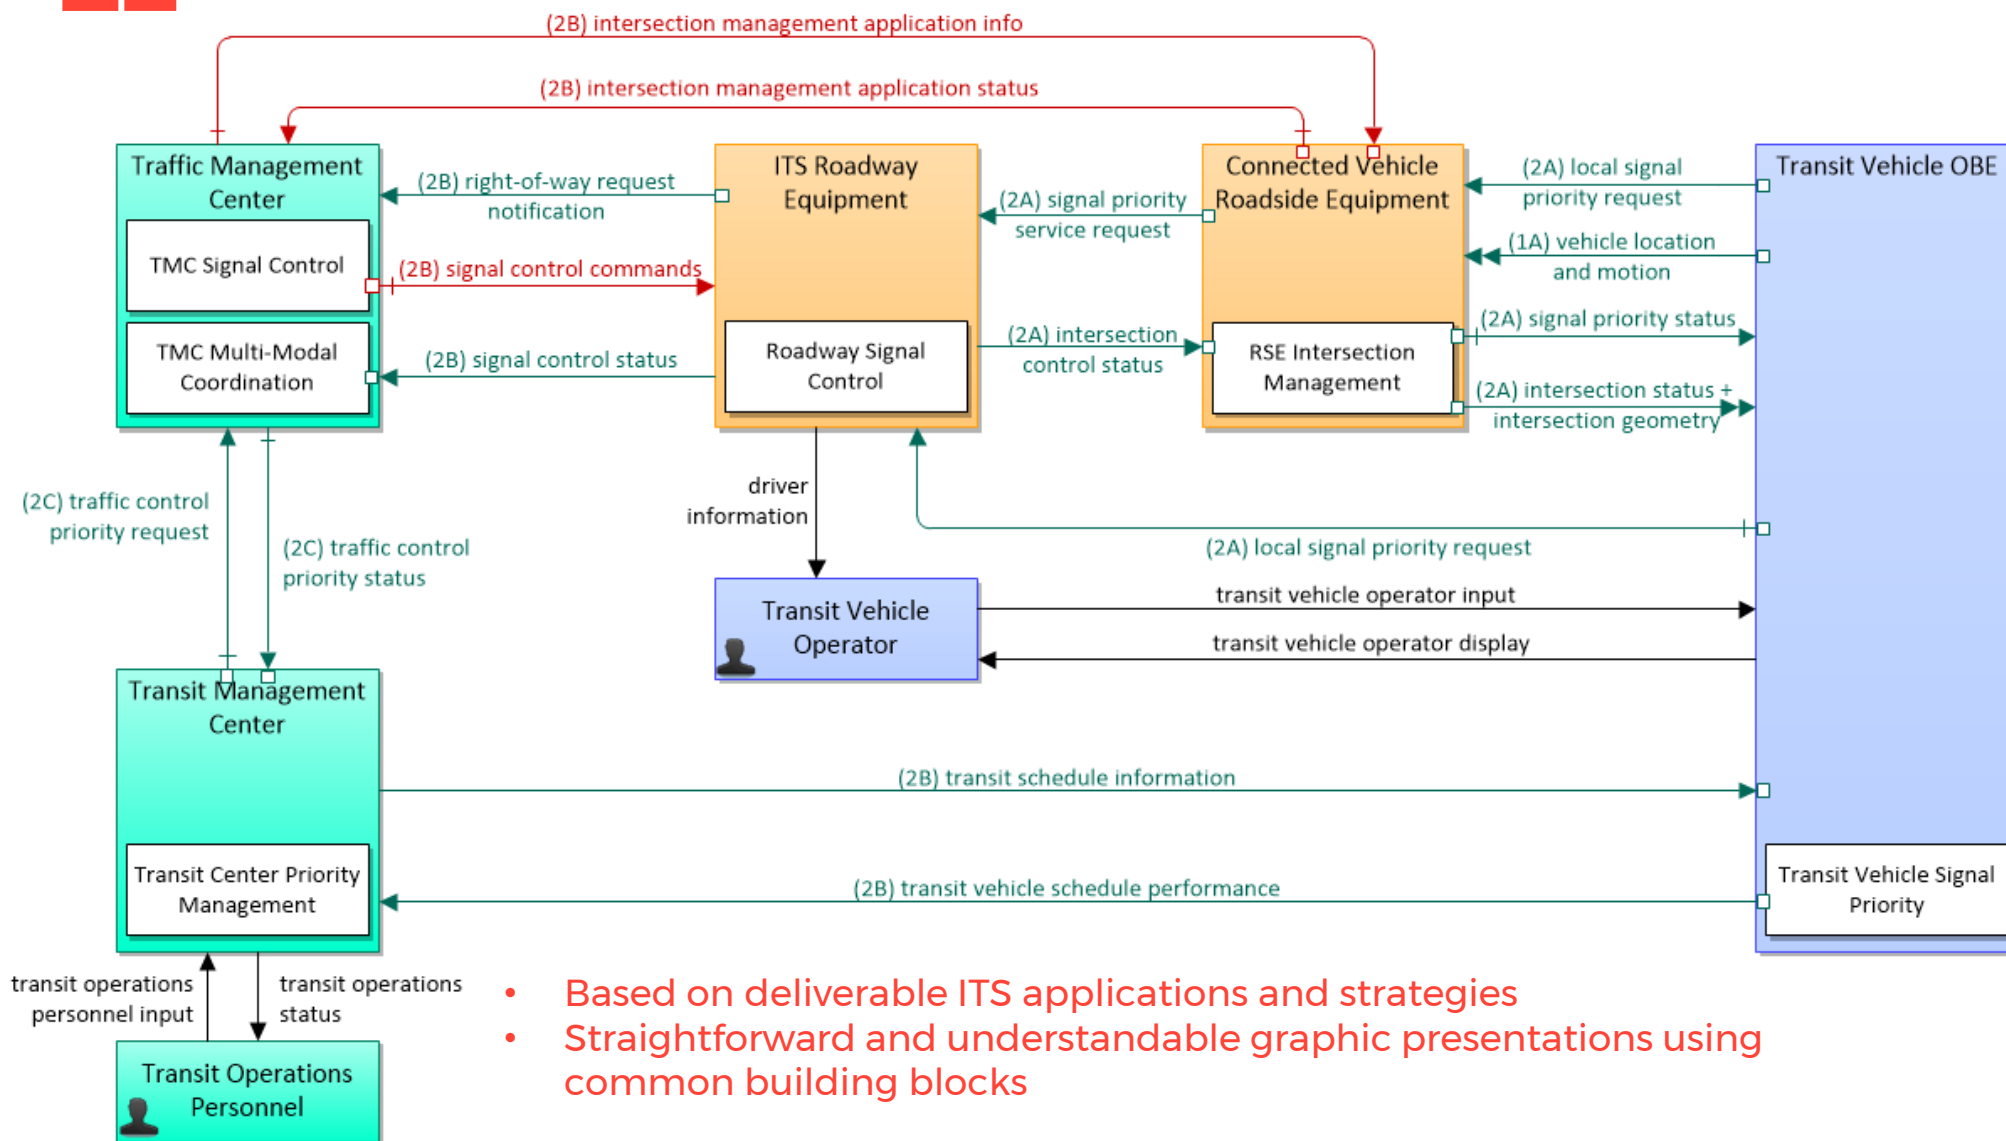 (2B) intersection management application info
(2B) intersection management application status
Traffic Management
Center
TMC Signal Control
TMC Multi-Modal
Coordination
(2B) right-of-way request
notification
(2B) signal control commands
(2B) signal control status
ITS Roadway
Equipment
Roadway Signal
Control
(2A) signal priority
service request
(2A) intersection
control status
Connected Vehicle
Roadside Equipment
RSE Intersection
Management
(2A) local signal
priority request
(1A) vehicle location
and motion
(2A) signal priority status
(2A) intersection status +
intersection geometry
Transit Vehicle OBE
(2C) traffic control
priority request
(2C) traffic control
priority status
driver
information
(2A) local signal priority request
Transit Vehicle
Operator
transit vehicle operator input
transit vehicle operator display
Transit Management
Center
Transit Center Priority
Management
(2B) transit schedule information
(2B) transit vehicle schedule performance
Transit Vehicle Signal
Priority
transit operations
personnel input
transit operations
status
Transit Operations
Personnel
• Based on deliverable ITS applications and strategies
• Straightforward and understandable graphic presentations using
common building blocks